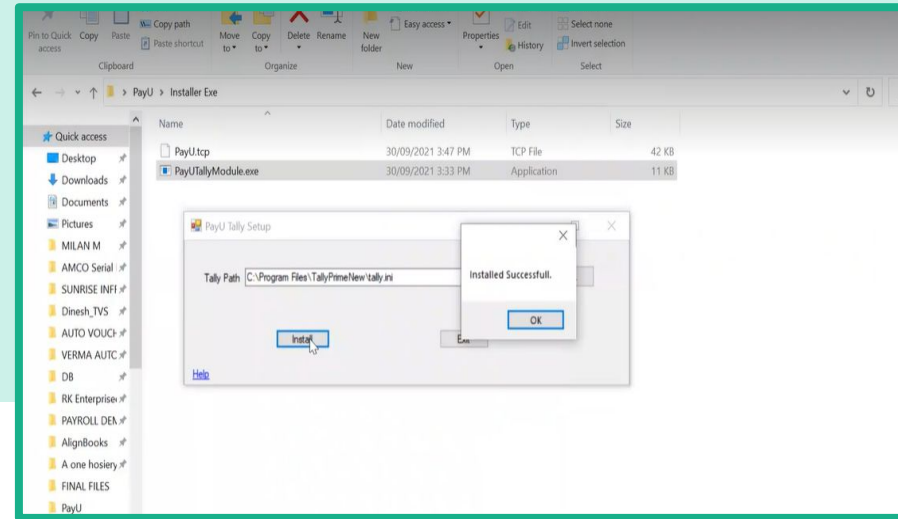 Pin to Quick access
Copy
Paste
Copy path
Paste shortcut
Clipboard
Move to
Copy to
Delete
Rename
Organize
New folder
Easy access
New
Properties
Edit
History
Open
Select none
Invert selection
Select
> PayU > Installer Exe
Name Date modified Type Size
PayU.tcp 30/09/2021 3:47 PM TCP File 42 KB
PayUTallyModule.exe 30/09/2021 3:33 PM Application 11 KB
Quick access
Desktop
Downloads
Documents
Pictures
MILAN M
AMCO Serial
SUNRISE INFI
Dinesh_TVS
AUTO VOUCH
VERMA AUTC
DB
RK Enterprise
PAYROLL DEN
AlignBooks
A one hosiery
FINAL FILES
PayU
PayU Tally Setup
Tally Path C:\Program Files\TallyPrimeNew\tally.ini
Install
Help
Installed Successfull.
OK